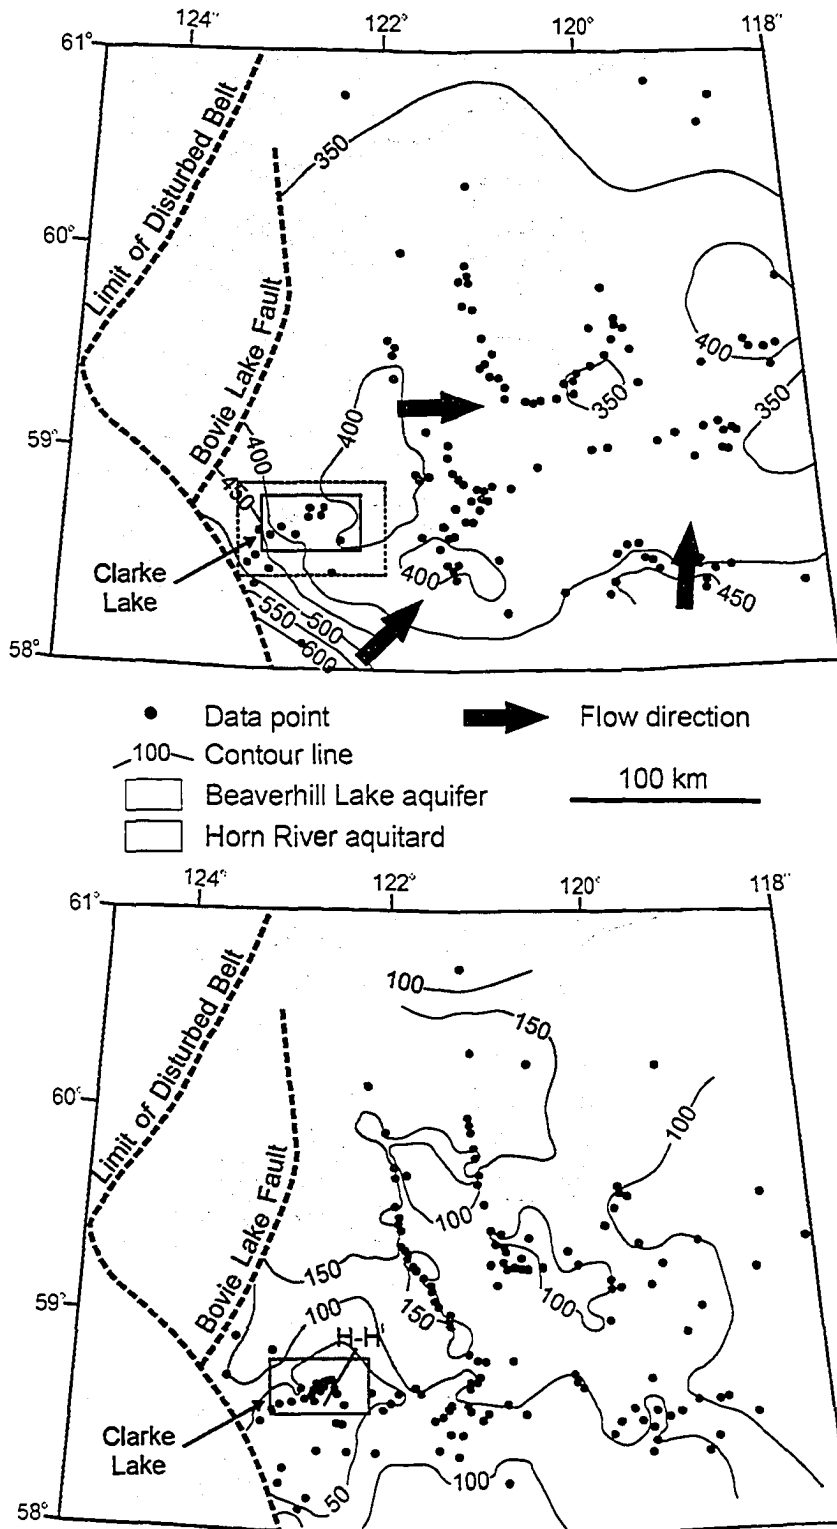 124° 122° 120° 118°
61°
350
Limit of Disturbed Belt
60°
Bovie Lake Fault
400
350
350
59°
400
400
450
Clarke
Lake
400
450
550
500
600
58°
Data point
Flow direction
100
Contour line
100 km
Beaverhill Lake aquifer
Horn River aquitard
124° 122° 120° 118°
61°
100
150
Limit of Disturbed Belt
60°
100
Bovie Lake Fault
100
150
59°
100
150
100
H-H'
Clarke
Lake
100
50
58°